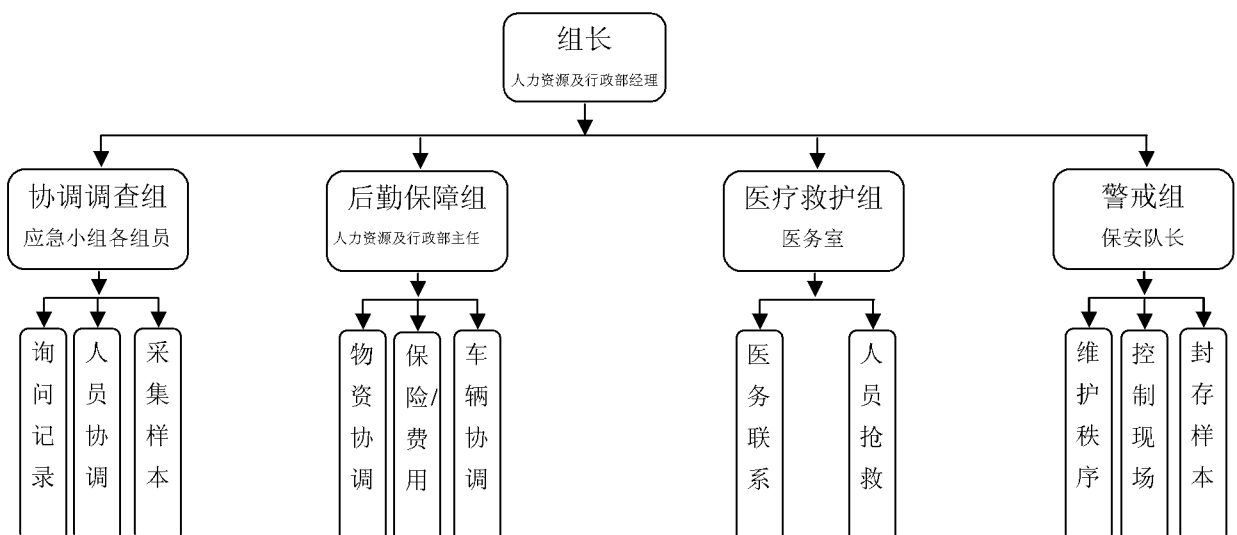 组长
人力资源及行政部经理
协调调查组
应急小组各组员
后勤保障组
人力资源及行政部主任
医疗救护组
医务室
警戒组
保安队长
询问记录
人员协调
采集样本
物资协调
保险/费用
车辆协调
医务联系
人员抢救
维护秩序
控制现场
封存样本